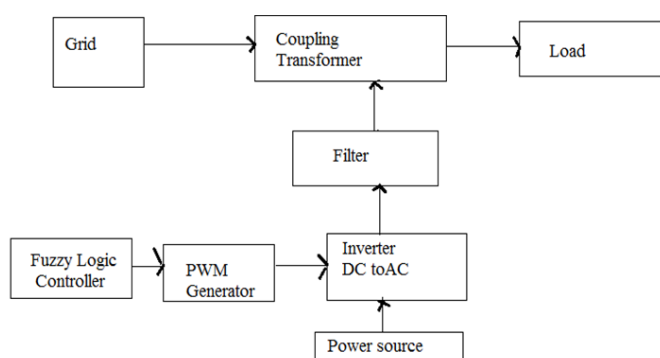 Grid
Coupling
Transformer
Load
Filter
Fuzzy Logic
Controller
PWM
Generator
Inverter
DC toAC
Power source